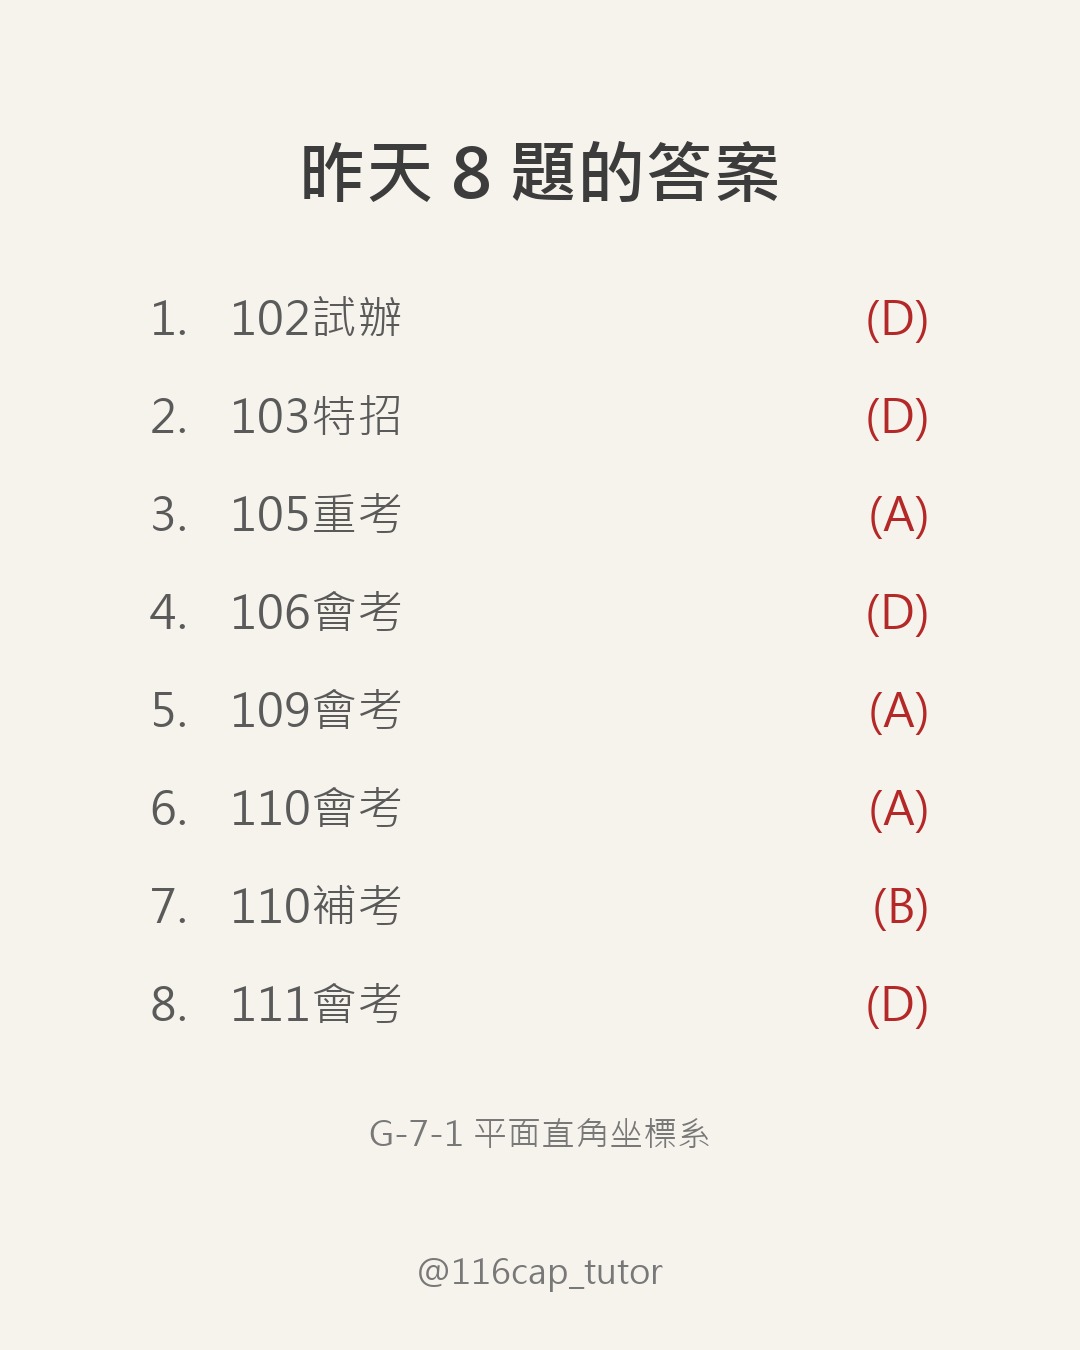 昨天 8 題的答案
1. 102試辦 (D)
2. 103特招 (D)
3. 105重考 (A)
4. 106會考 (D)
5. 109會考 (A)
6. 110會考 (A)
7. 110補考 (B)
8. 111會考 (D)
G-7-1 平面直角坐標系
@116cap_tutor